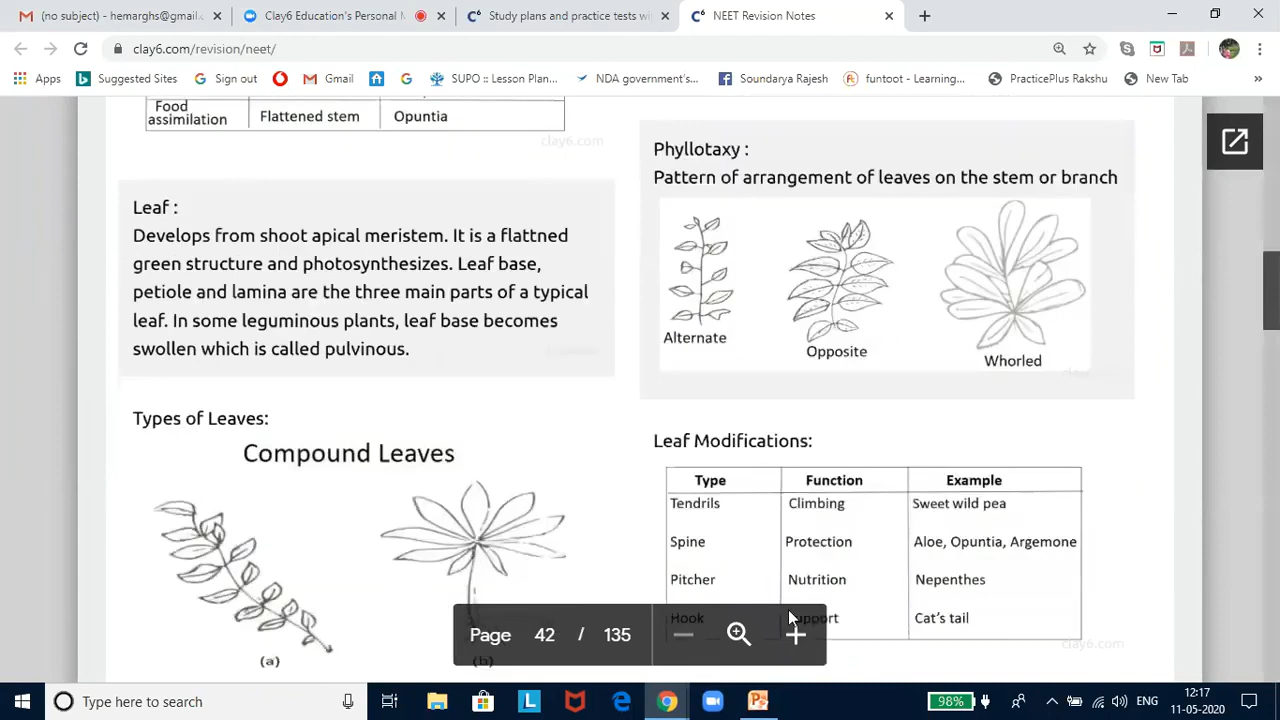 (no subject) - hemarghs@gmail.
Clay6 Education's Personal M
Study plans and practice tests wi
NEET Revision Notes
clay6.com/revision/neet/
Apps
Suggested Sites
Sign out
Gmail
SUPO :: Lesson Plan...
NDA government's...
Soundarya Rajesh
funtoot - Learning...
PracticePlus Rakshu
New Tab
Food assimilation
Flattened stem
Opuntia
clay6.com
Leaf :
Develops from shoot apical meristem. It is a flattned
green structure and photosynthesizes. Leaf base,
petiole and lamina are the three main parts of a typical
leaf. In some leguminous plants, leaf base becomes
swollen which is called pulvinous.
Types of Leaves:
Compound Leaves
(a)
(b)
Phyllotaxy :
Pattern of arrangement of leaves on the stem or branch
Alternate
Opposite
Whorled
Leaf Modifications:
Type Function Example
Tendrils Climbing Sweet wild pea
Spine Protection Aloe, Opuntia, Argemone
Pitcher Nutrition Nepenthes
Hook Support Cat's tail
clay6.com
Page 42 / 135
Type here to search
98%
ENG
12:17
11-05-2020